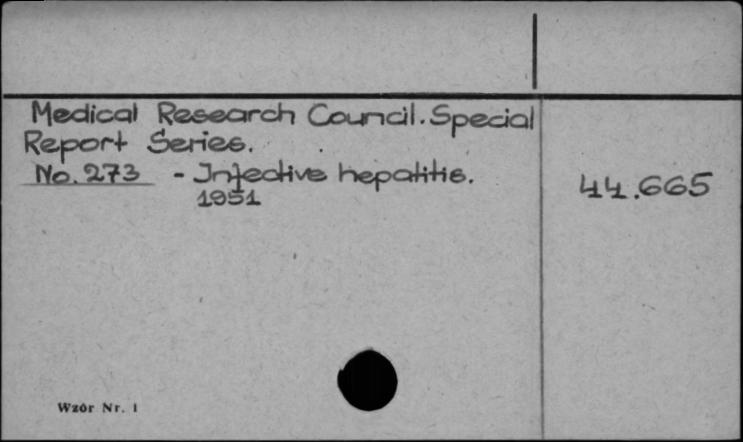 Medical Research Council. Special
Report Series.
No. 273 - Infective hepatitis.
1951
44.665
Wzór Nr. 1